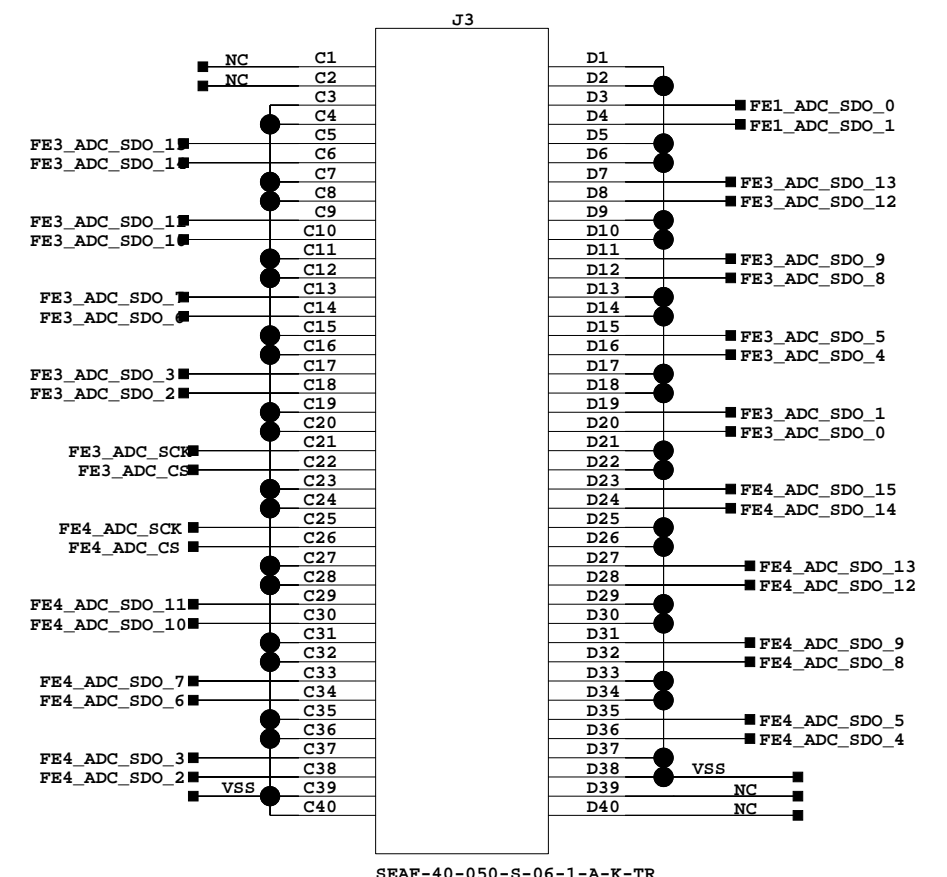 J3
NC C1 D1
NC C2 D2
C3 D3 FE1_ADC_SDO_0
C4 D4 FE1_ADC_SDO_1
FE3_ADC_SDO_15 C5 D5
FE3_ADC_SDO_14 C6 D6
C7 D7 FE3_ADC_SDO_13
C8 D8 FE3_ADC_SDO_12
FE3_ADC_SDO_11 C9 D9
FE3_ADC_SDO_10 C10 D10
C11 D11 FE3_ADC_SDO_9
C12 D12 FE3_ADC_SDO_8
FE3_ADC_SDO_7 C13 D13
FE3_ADC_SDO_6 C14 D14
C15 D15 FE3_ADC_SDO_5
C16 D16 FE3_ADC_SDO_4
FE3_ADC_SDO_3 C17 D17
FE3_ADC_SDO_2 C18 D18
C19 D19 FE3_ADC_SDO_1
C20 D20 FE3_ADC_SDO_0
FE3_ADC_SCK C21 D21
FE3_ADC_CS C22 D22
C23 D23 FE4_ADC_SDO_15
C24 D24 FE4_ADC_SDO_14
FE4_ADC_SCK C25 D25
FE4_ADC_CS C26 D26
C27 D27 FE4_ADC_SDO_13
C28 D28 FE4_ADC_SDO_12
FE4_ADC_SDO_11 C29 D29
FE4_ADC_SDO_10 C30 D30
C31 D31 FE4_ADC_SDO_9
C32 D32 FE4_ADC_SDO_8
FE4_ADC_SDO_7 C33 D33
FE4_ADC_SDO_6 C34 D34
C35 D35 FE4_ADC_SDO_5
C36 D36 FE4_ADC_SDO_4
FE4_ADC_SDO_3 C37 D37
FE4_ADC_SDO_2 C38 D38 VSS
VSS C39 D39 NC
C40 D40 NC
SEAF-40-050-S-06-1-A-K-TR